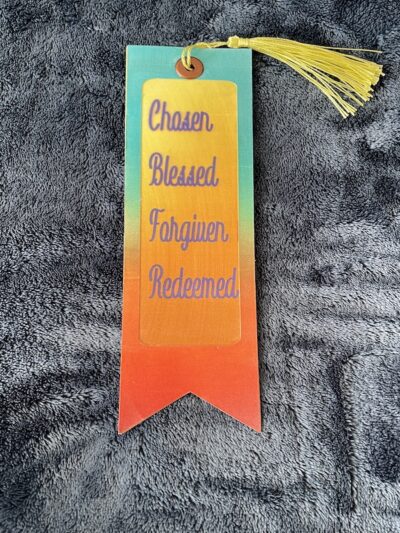 Chosen
Blessed
Forgiven
Redeemed